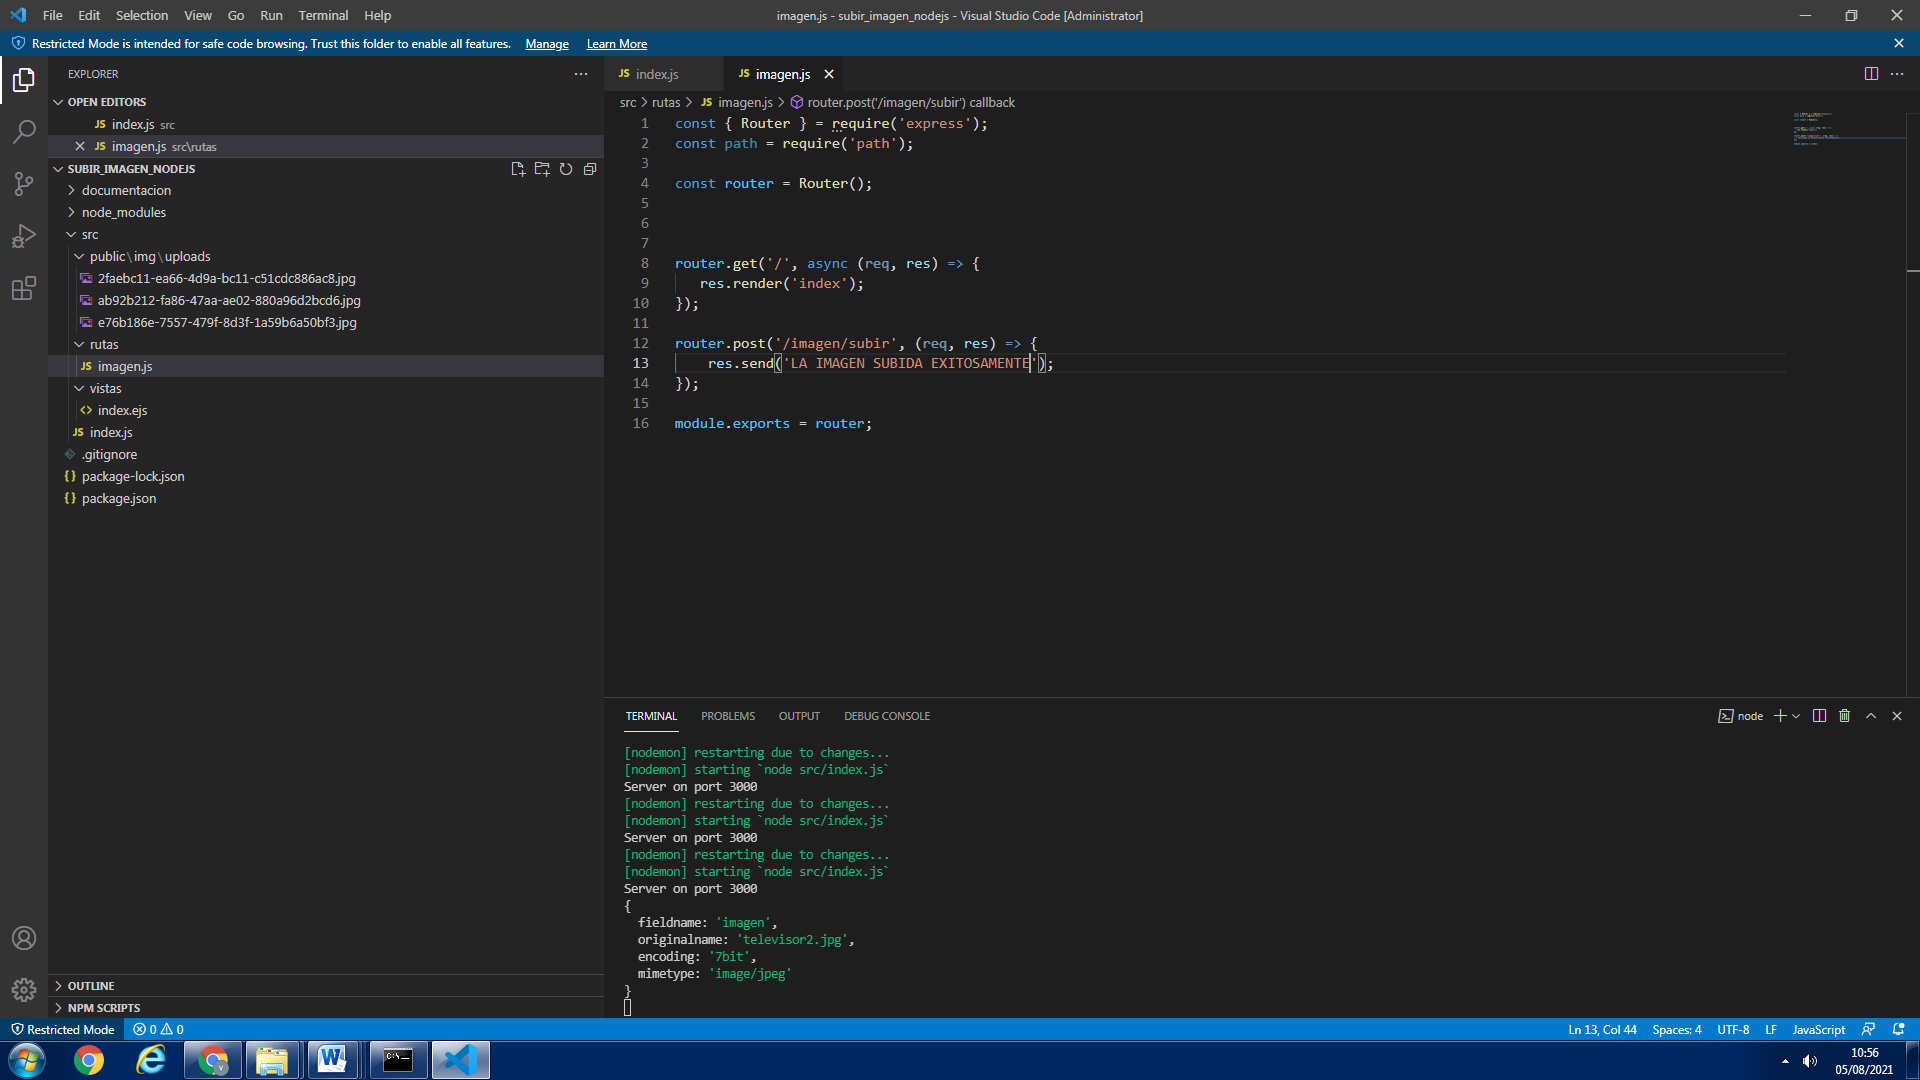 File Edit Selection View Go Run Terminal Help
imagen.js - subir_imagen_nodejs - Visual Studio Code [Administrator]
Restricted Mode is intended for safe code browsing. Trust this folder to enable all features. Manage Learn More
EXPLORER
OPEN EDITORS
JS index.js src
JS imagen.js src\rutas
SUBIR_IMAGEN_NODEJS
documentacion
node_modules
src
public\img\uploads
2faebc11-ea66-4d9a-bc11-c51cdc886ac8.jpg
ab92b212-fa86-47aa-ae02-880a96d2bcd6.jpg
e76b186e-7557-479f-8d3f-1a59b6a50bf3.jpg
rutas
JS imagen.js
vistas
<> index.ejs
JS index.js
.gitignore
{} package-lock.json
{} package.json
OUTLINE
NPM SCRIPTS
JS index.js
JS imagen.js
src > rutas > JS imagen.js > router.post('/imagen/subir') callback
1 const { Router } = require('express');
2 const path = require('path');
3
4 const router = Router();
5
6
7
8 router.get('/', async (req, res) => {
9 res.render('index');
10 });
11
12 router.post('/imagen/subir', (req, res) => {
13 res.send('LA IMAGEN SUBIDA EXITOSAMENTE');
14 });
15
16 module.exports = router;
TERMINAL PROBLEMS OUTPUT DEBUG CONSOLE
node
[nodemon] restarting due to changes...
[nodemon] starting `node src/index.js`
Server on port 3000
[nodemon] restarting due to changes...
[nodemon] starting `node src/index.js`
Server on port 3000
[nodemon] restarting due to changes...
[nodemon] starting `node src/index.js`
Server on port 3000
{
fieldname: 'imagen',
originalname: 'televisor2.jpg',
encoding: '7bit',
mimetype: 'image/jpeg'
}
Restricted Mode 0 0
Ln 13, Col 44 Spaces: 4 UTF-8 LF JavaScript
10:56
05/08/2021